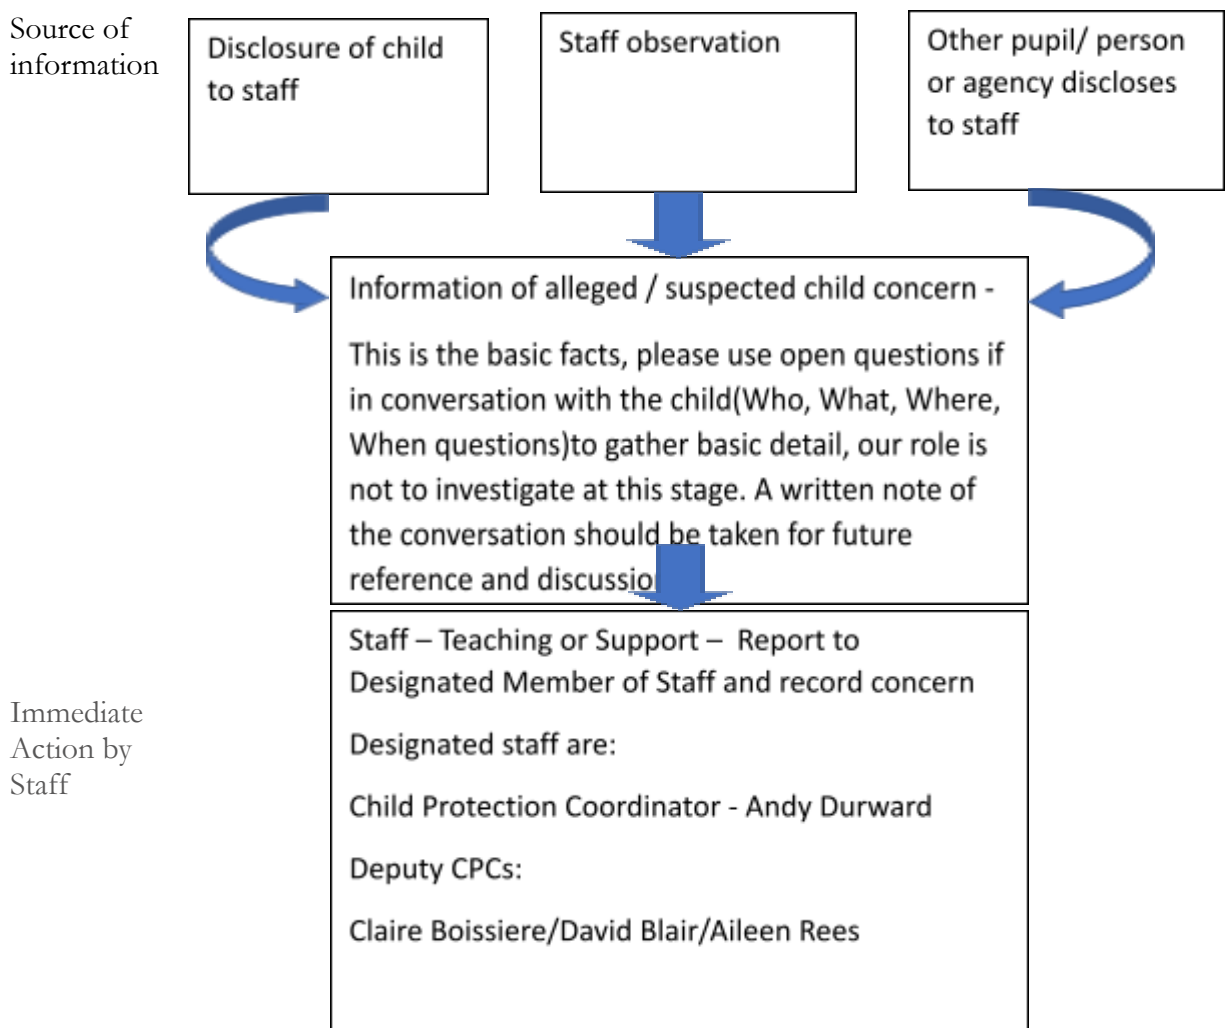 Source of
information
Disclosure of child
to staff
Staff observation
Other pupil/ person
or agency discloses
to staff
Information of alleged / suspected child concern -
This is the basic facts, please use open questions if
in conversation with the child(Who, What, Where,
When questions)to gather basic detail, our role is
not to investigate at this stage. A written note of
the conversation should be taken for future
reference and discussion
Immediate
Action by
Staff
Staff – Teaching or Support –  Report to
Designated Member of Staff and record concern
Designated staff are:
Child Protection Coordinator - Andy Durward
Deputy CPCs:
Claire Boissiere/David Blair/Aileen Rees